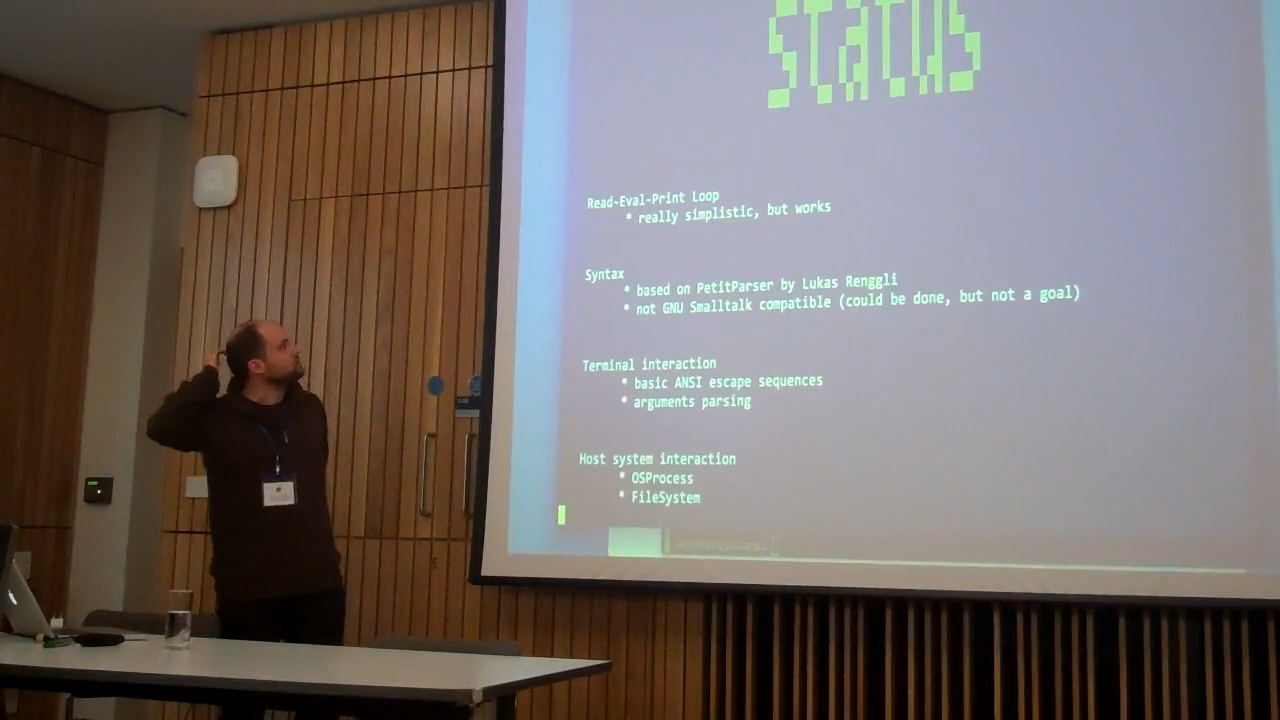 Status
Read-Eval-Print Loop
* really simplistic, but works
Syntax
* based on PetitParser by Lukas Renggli
* not GNU Smalltalk compatible (could be done, but not a goal)
Terminal interaction
* basic ANSI escape sequences
* arguments parsing
Host system interaction
* OSProcess
* FileSystem